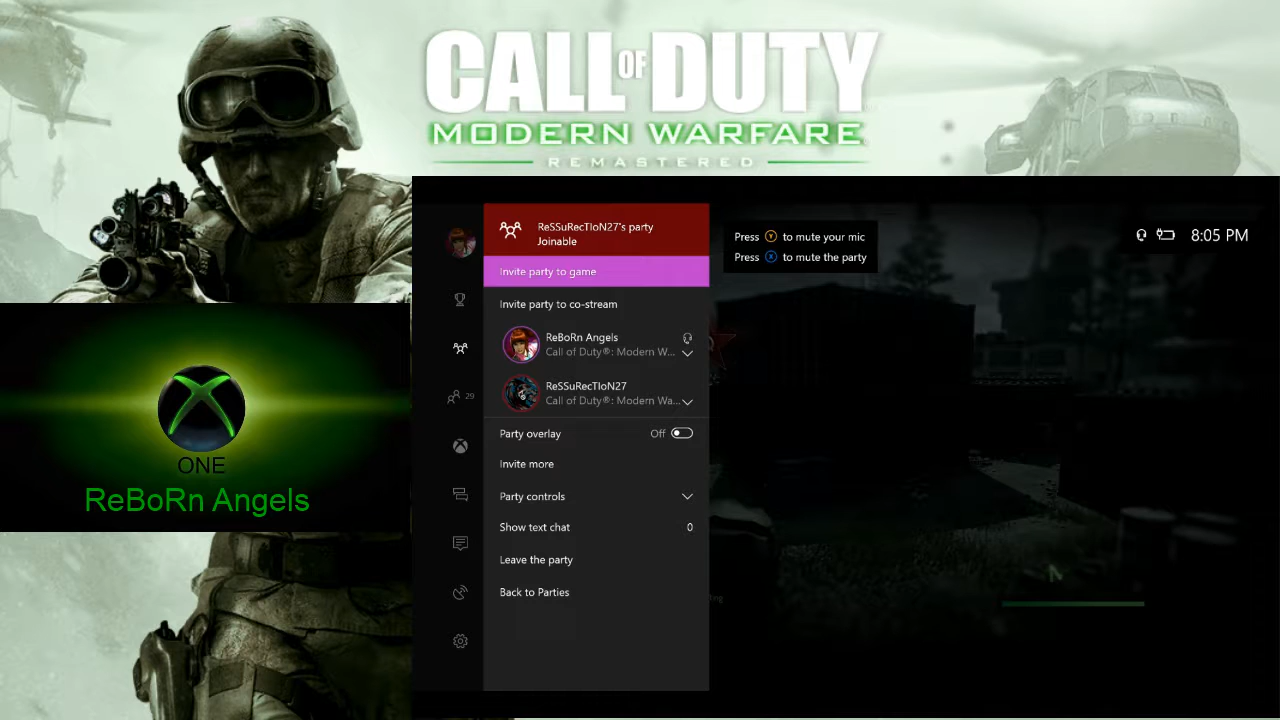 CALL OF DUTY
MODERN WARFARE
REMASTERED
ReSSuRecTIoN27's party
Joinable
Press Y to mute your mic
Press X to mute the party
8:05 PM
Invite party to game
Invite party to co-stream
ReBoRn Angels
Call of Duty®: Modern W...
ReSSuRecTIoN27
Call of Duty®: Modern Wa...
29
Party overlay Off
Invite more
Party controls
Show text chat 0
Leave the party
Back to Parties
ONE
ReBoRn Angels